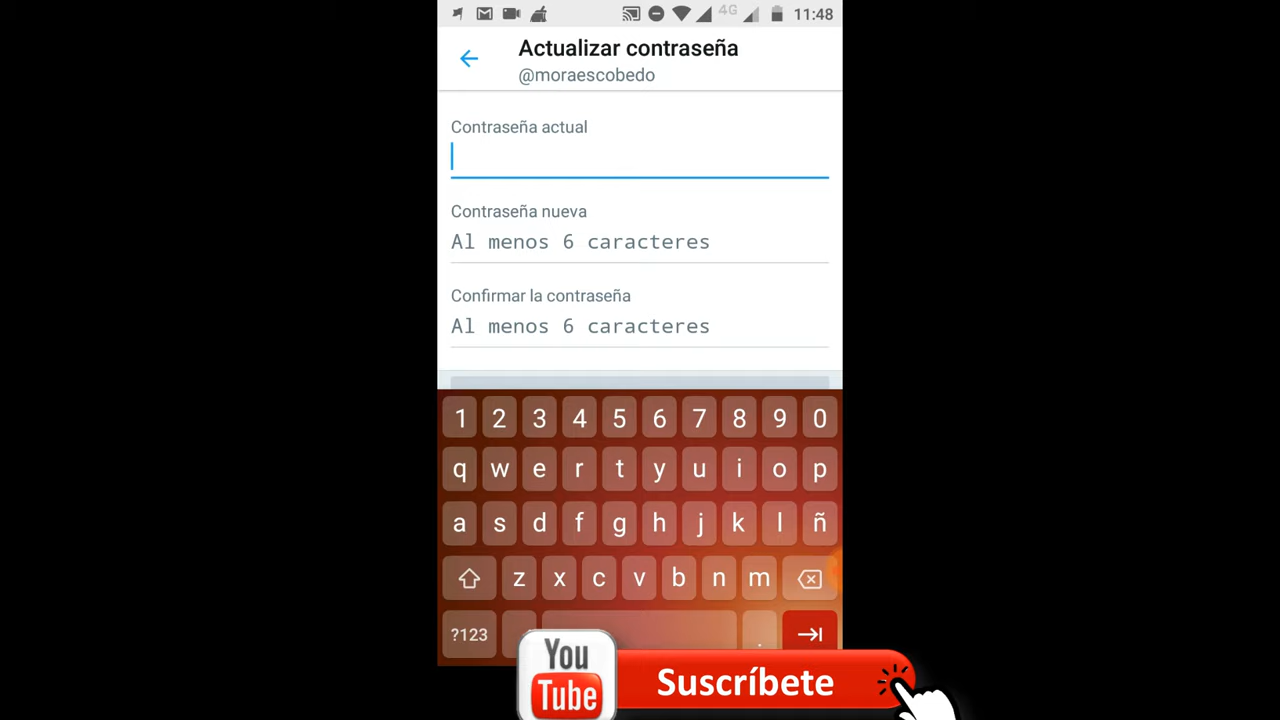 4G 11:48
Actualizar contraseña
@moraescobedo
Contraseña actual
Contraseña nueva
Al menos 6 caracteres
Confirmar la contraseña
Al menos 6 caracteres
1 2 3 4 5 6 7 8 9 0
q w e r t y u i o p
a s d f g h j k l ñ
z x c v b n m
?123 .
You
Tube
Suscríbete